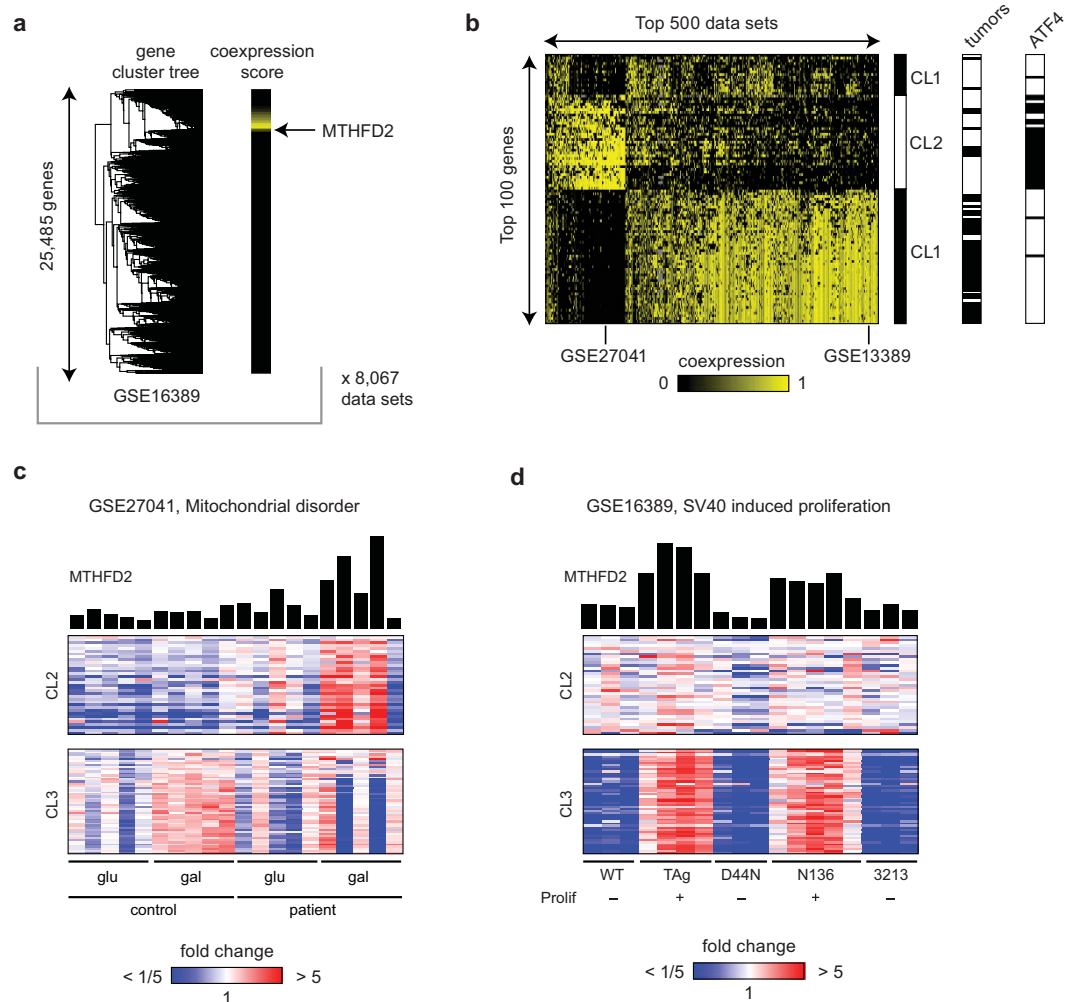 a
gene cluster tree
coexpression score
25,485 genes
MTHFD2
GSE16389
x 8,067 data sets
b
Top 500 data sets
Top 100 genes
CL1
CL2
CL1
tumors
ATF4
GSE27041
GSE13389
coexpression
0
1
c
GSE27041, Mitochondrial disorder
MTHFD2
CL2
CL3
glu
gal
glu
gal
control
patient
fold change
< 1/5
> 5
1
d
GSE16389, SV40 induced proliferation
MTHFD2
CL2
CL3
WT
TAg
D44N
N136
3213
Prolif
–
+
–
+
–
fold change
< 1/5
> 5
1